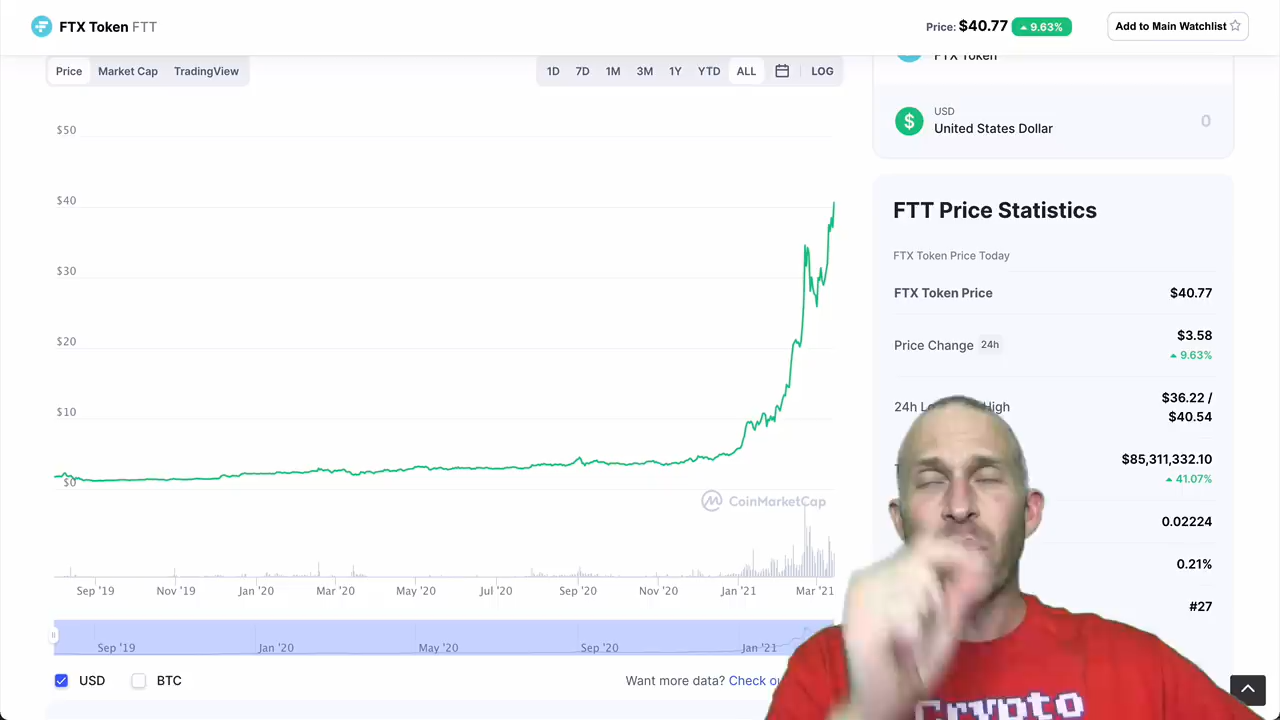 FTX Token FTT
Price: $40.77 9.63%
Add to Main Watchlist
Price Market Cap TradingView
1D 7D 1M 3M 1Y YTD ALL LOG
$50
$40
$30
$20
$10
$0
CoinMarketCap
Sep '19 Nov '19 Jan '20 Mar '20 May '20 Jul '20 Sep '20 Nov '20 Jan '21 Mar '21
Sep '19 Jan '20 May '20 Sep '20 Jan '21
USD BTC
Want more data? Check
FTX Token
USD
United States Dollar
0
FTT Price Statistics
FTX Token Price Today
FTX Token Price $40.77
Price Change 24h $3.58
9.63%
24h High $36.22 /
$40.54
$85,311,332.10
41.07%
0.02224
0.21%
#27
Crypto